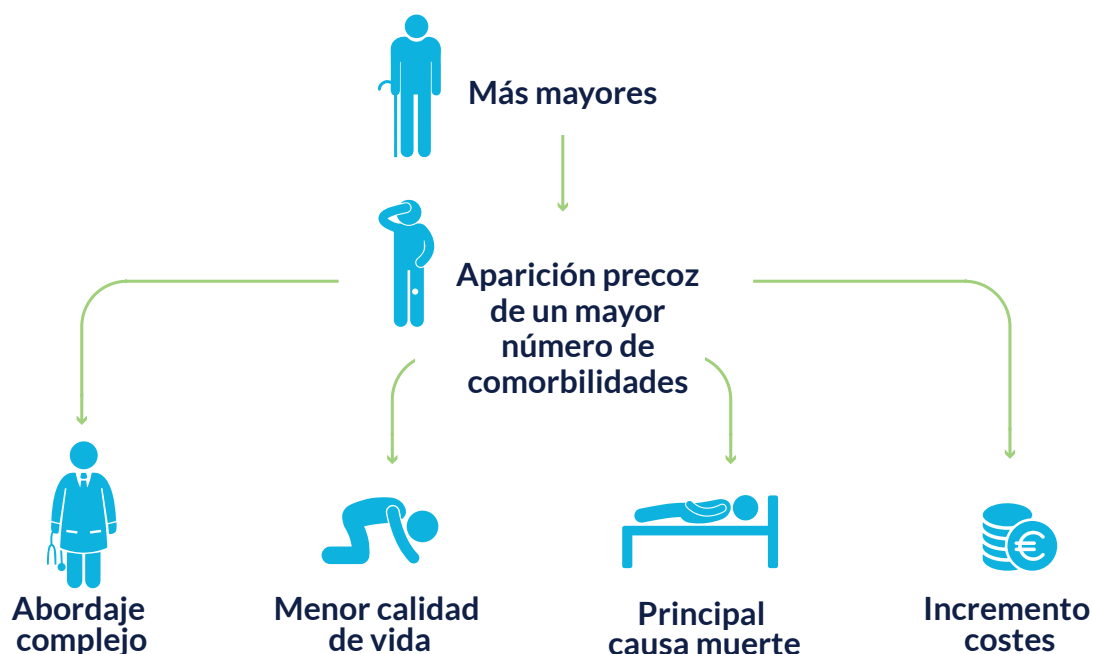 Más mayores
Aparición precoz
de un mayor
número de
comorbilidades
Abordaje
complejo
Menor calidad
de vida
Principal
causa muerte
Incremento
costes
€